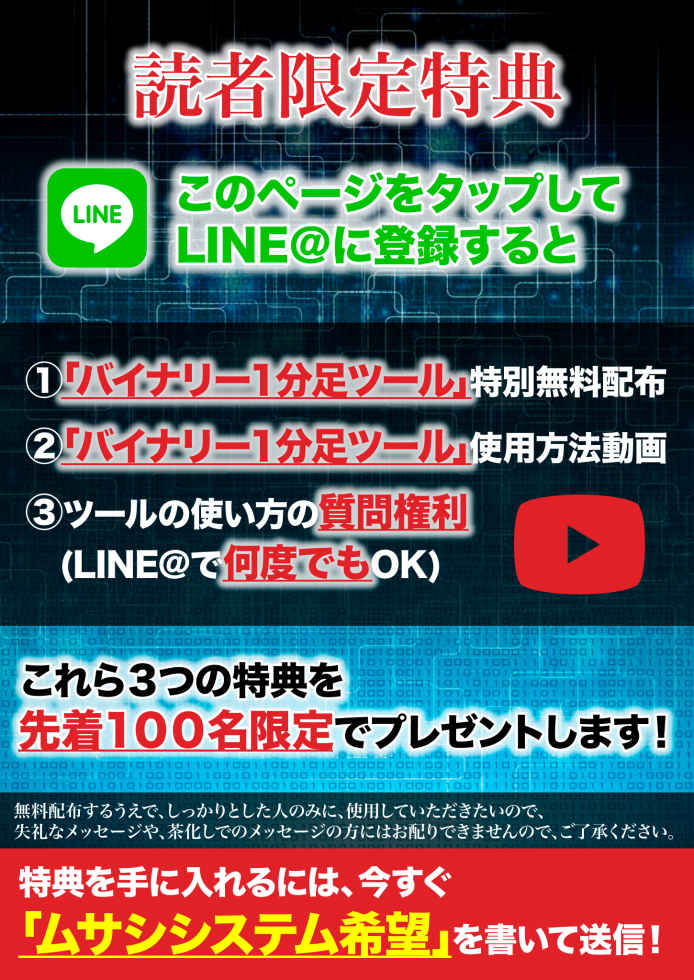 読者限定特典
LINE
このページをタップして
LINE@に登録すると
①「バイナリー1分足ツール」特別無料配布
②「バイナリー1分足ツール」使用方法動画
③ツールの使い方の質問権利
(LINE@で何度でもOK)
これら３つの特典を
先着１００名限定でプレゼントします！
無料配布するうえで、しっかりとした人のみに、使用していただきたいので、
失礼なメッセージや、茶化しでのメッセージの方にはお配りできませんので、ご了承ください。
特典を手に入れるには、今すぐ
「ムサシシステム希望」を書いて送信！